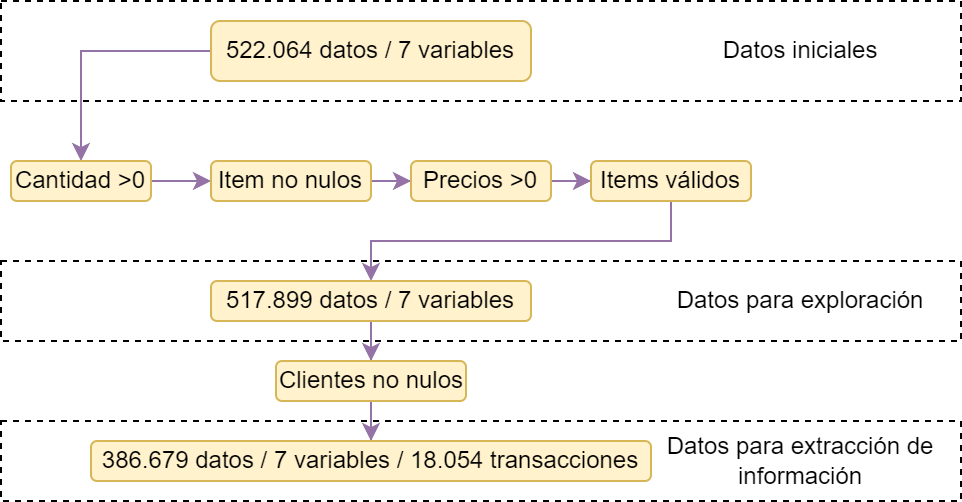 522.064 datos / 7 variables
Datos iniciales
Cantidad >0
Item no nulos
Precios >0
Items válidos
517.899 datos / 7 variables
Datos para exploración
Clientes no nulos
386.679 datos / 7 variables / 18.054 transacciones
Datos para extracción de
información